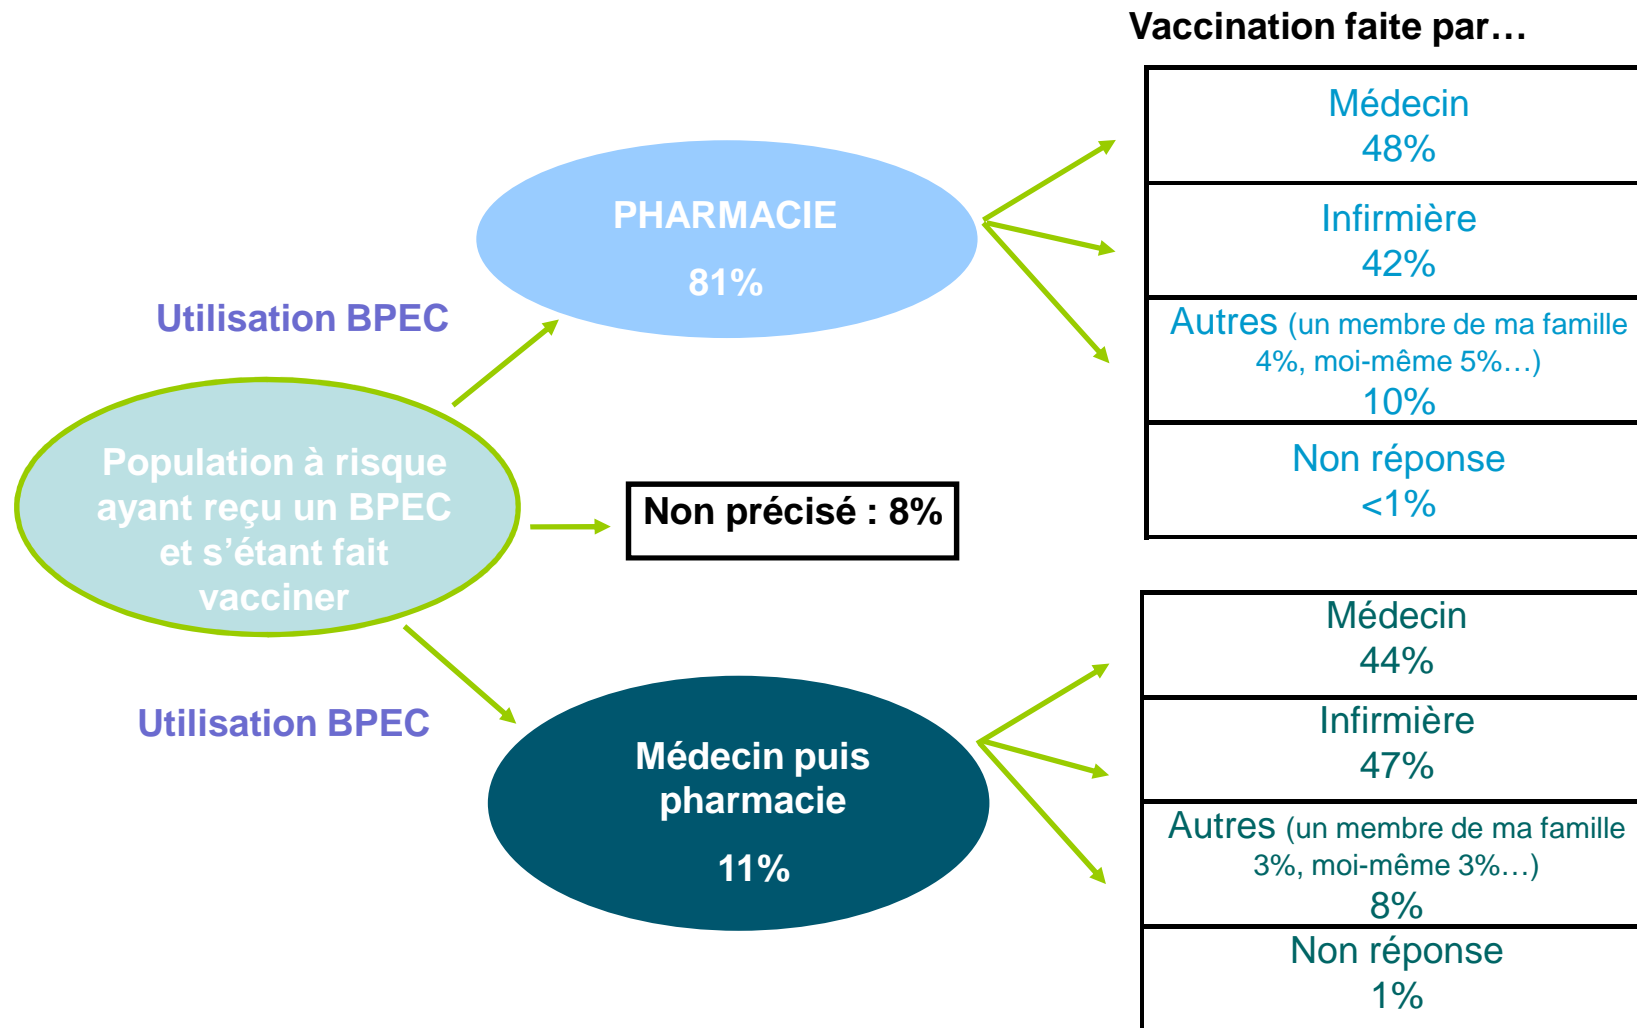 Vaccination faite par…
Médecin
48%
Infirmière
42%
Autres (un membre de ma famille
4%, moi-même 5%…)
10%
Non réponse
<1%
PHARMACIE
81%
Utilisation BPEC
Population à risque
ayant reçu un BPEC
et s’étant fait
vacciner
Non précisé : 8%
Utilisation BPEC
Médecin puis
pharmacie
11%
Médecin
44%
Infirmière
47%
Autres (un membre de ma famille
3%, moi-même 3%…)
8%
Non réponse
1%